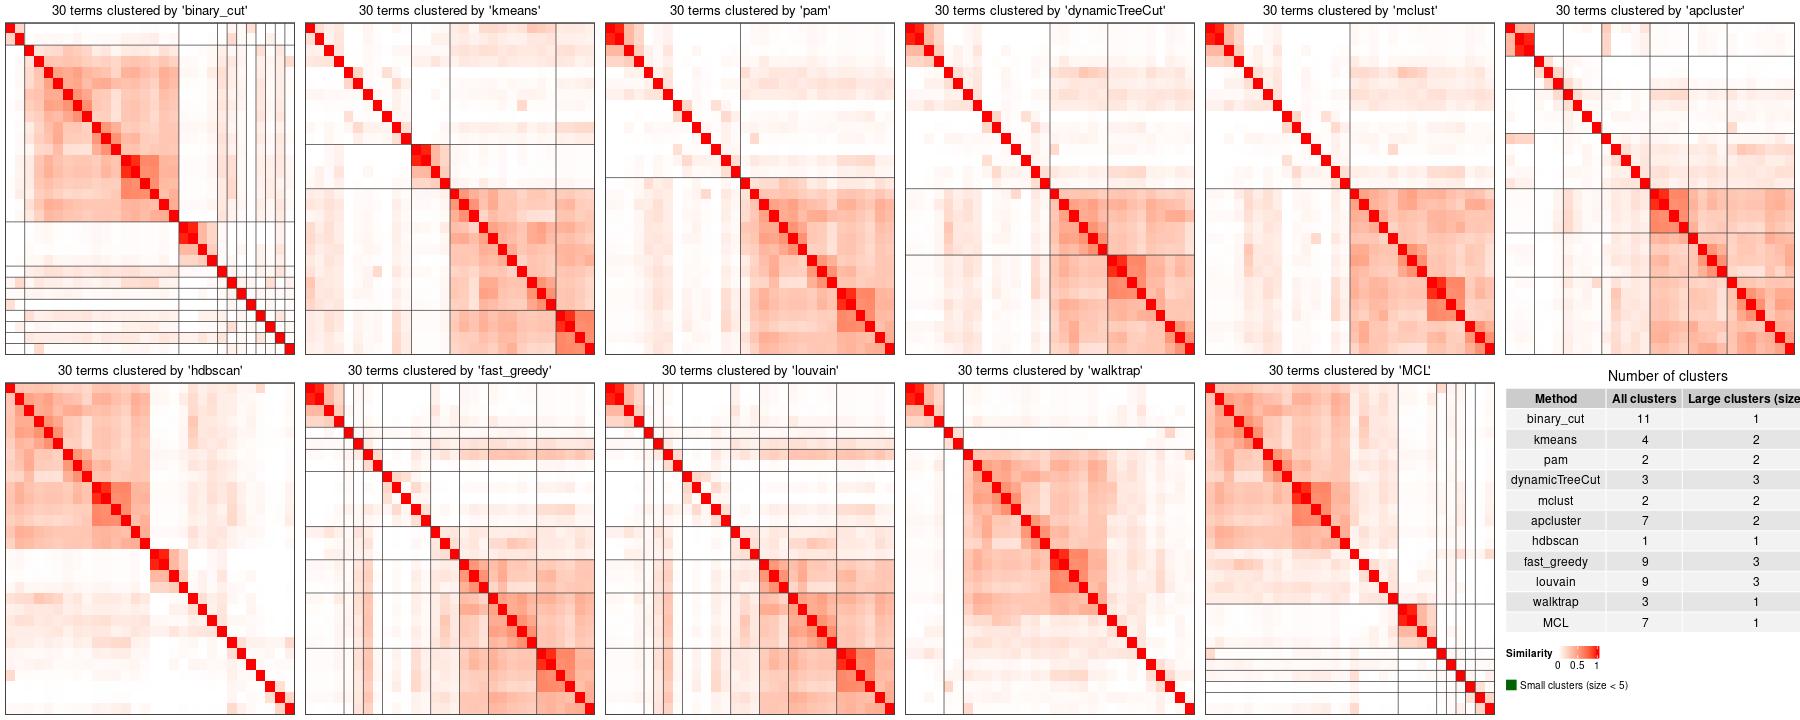 30 terms clustered by 'binary_cut'
30 terms clustered by 'kmeans'
30 terms clustered by 'pam'
30 terms clustered by 'dynamicTreeCut'
30 terms clustered by 'mclust'
30 terms clustered by 'apcluster'
30 terms clustered by 'hdbscan'
30 terms clustered by 'fast_greedy'
30 terms clustered by 'louvain'
30 terms clustered by 'walktrap'
30 terms clustered by 'MCL'
Number of clusters
Method All clusters Large clusters (size
binary_cut 11 1
kmeans 4 2
pam 2 2
dynamicTreeCut 3 3
mclust 2 2
apcluster 7 2
hdbscan 1 1
fast_greedy 9 3
louvain 9 3
walktrap 3 1
MCL 7 1
Similarity
0 0.5 1
Small clusters (size < 5)